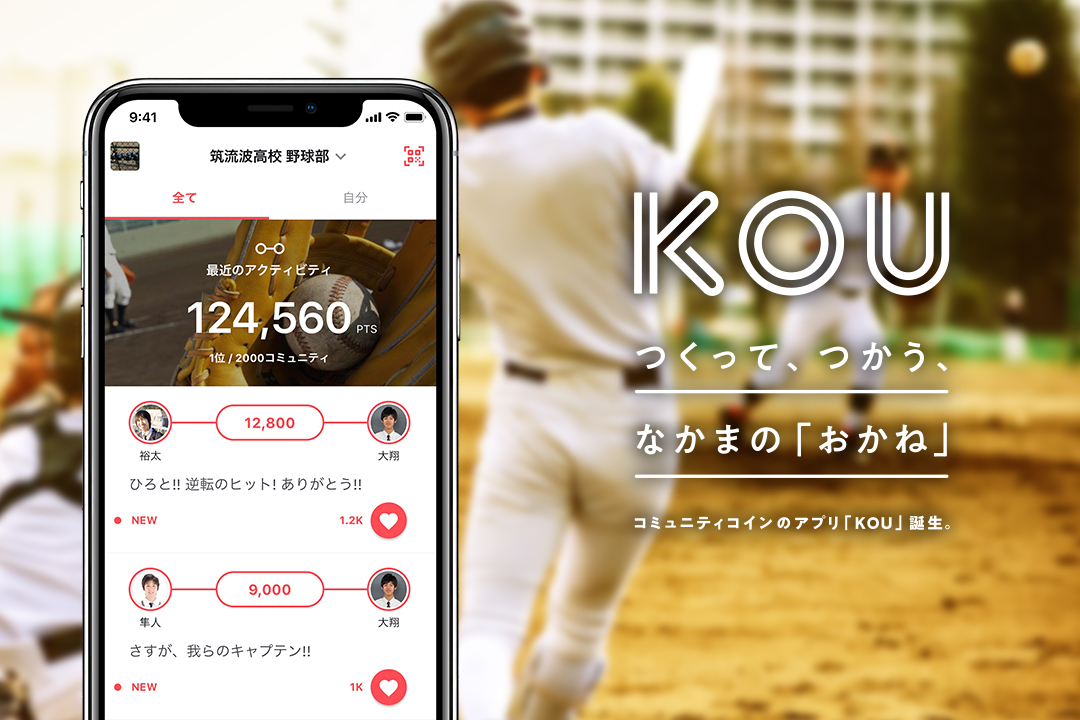 9:41
筑流波高校 野球部
全て
自分
最近のアクティビティ
124,560 PTS
1位 / 2000コミュニティ
12,800
裕太
大翔
ひろと!! 逆転のヒット! ありがとう!!
NEW
1.2K
9,000
隼人
大翔
さすが、我らのキャプテン!!
NEW
1K
KOU
つくって、つかう、
なかまの「おかね」
コミュニティコインのアプリ「KOU」誕生。